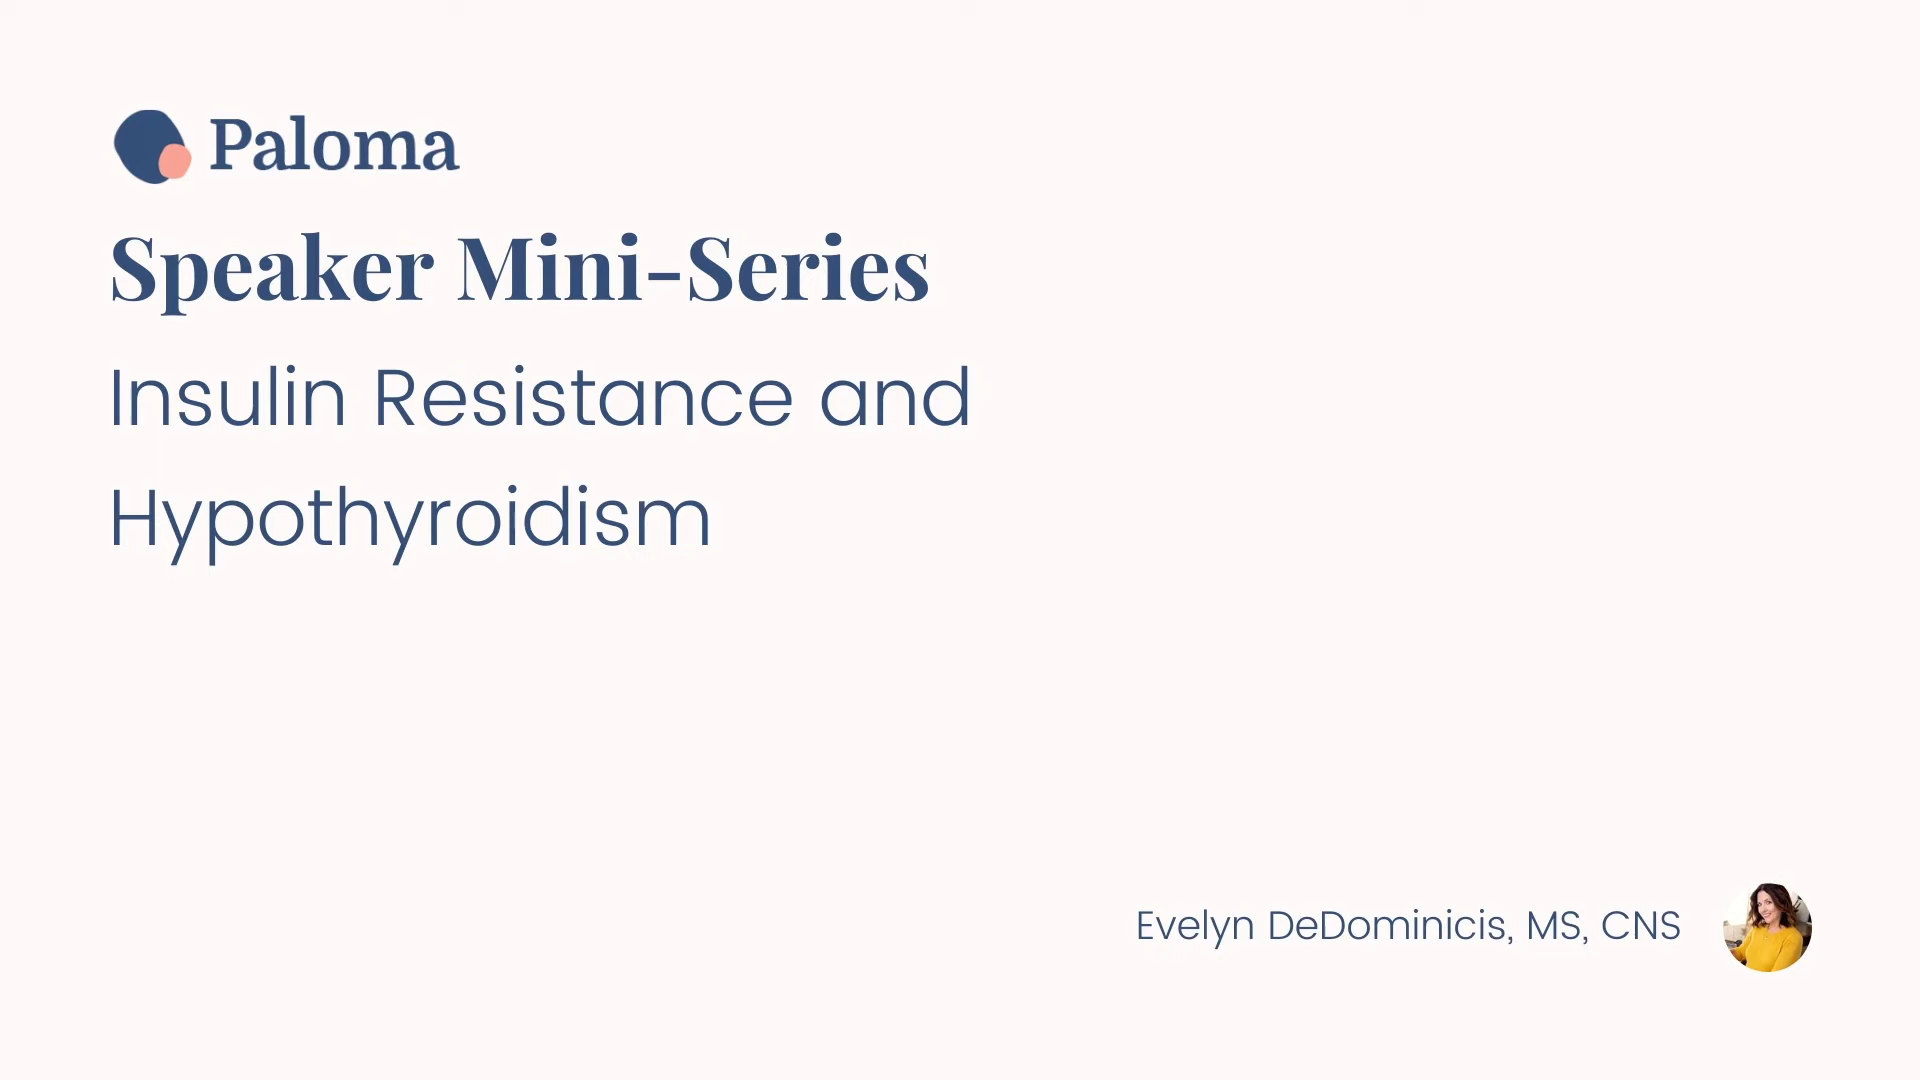 Paloma
Speaker Mini-Series
Insulin Resistance and
Hypothyroidism
Evelyn DeDominicis, MS, CNS